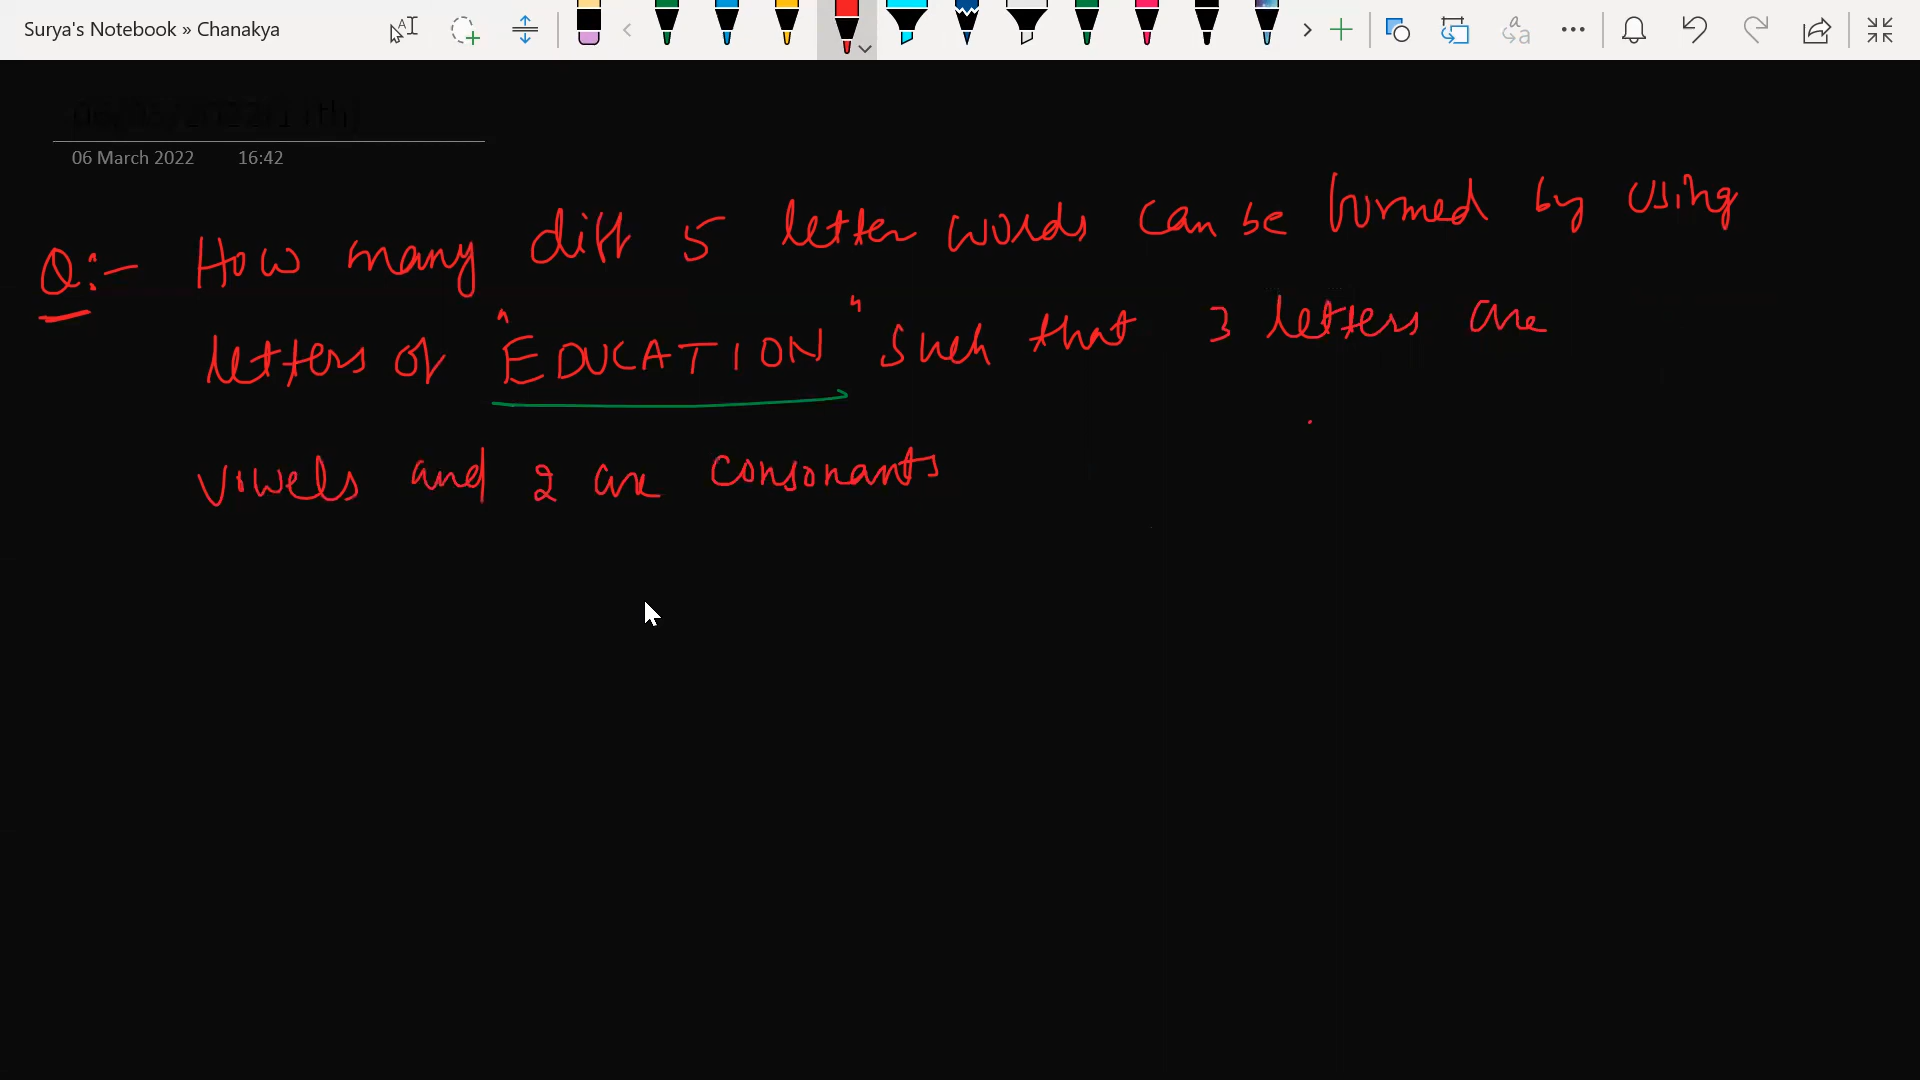 Surya's Notebook » Chanakya
06 March 2022 16:42
Q:- How many diff 5 letter words can be formed by using
letters of "EDUCATION" such that 3 letters are
vowels and 2 are consonants